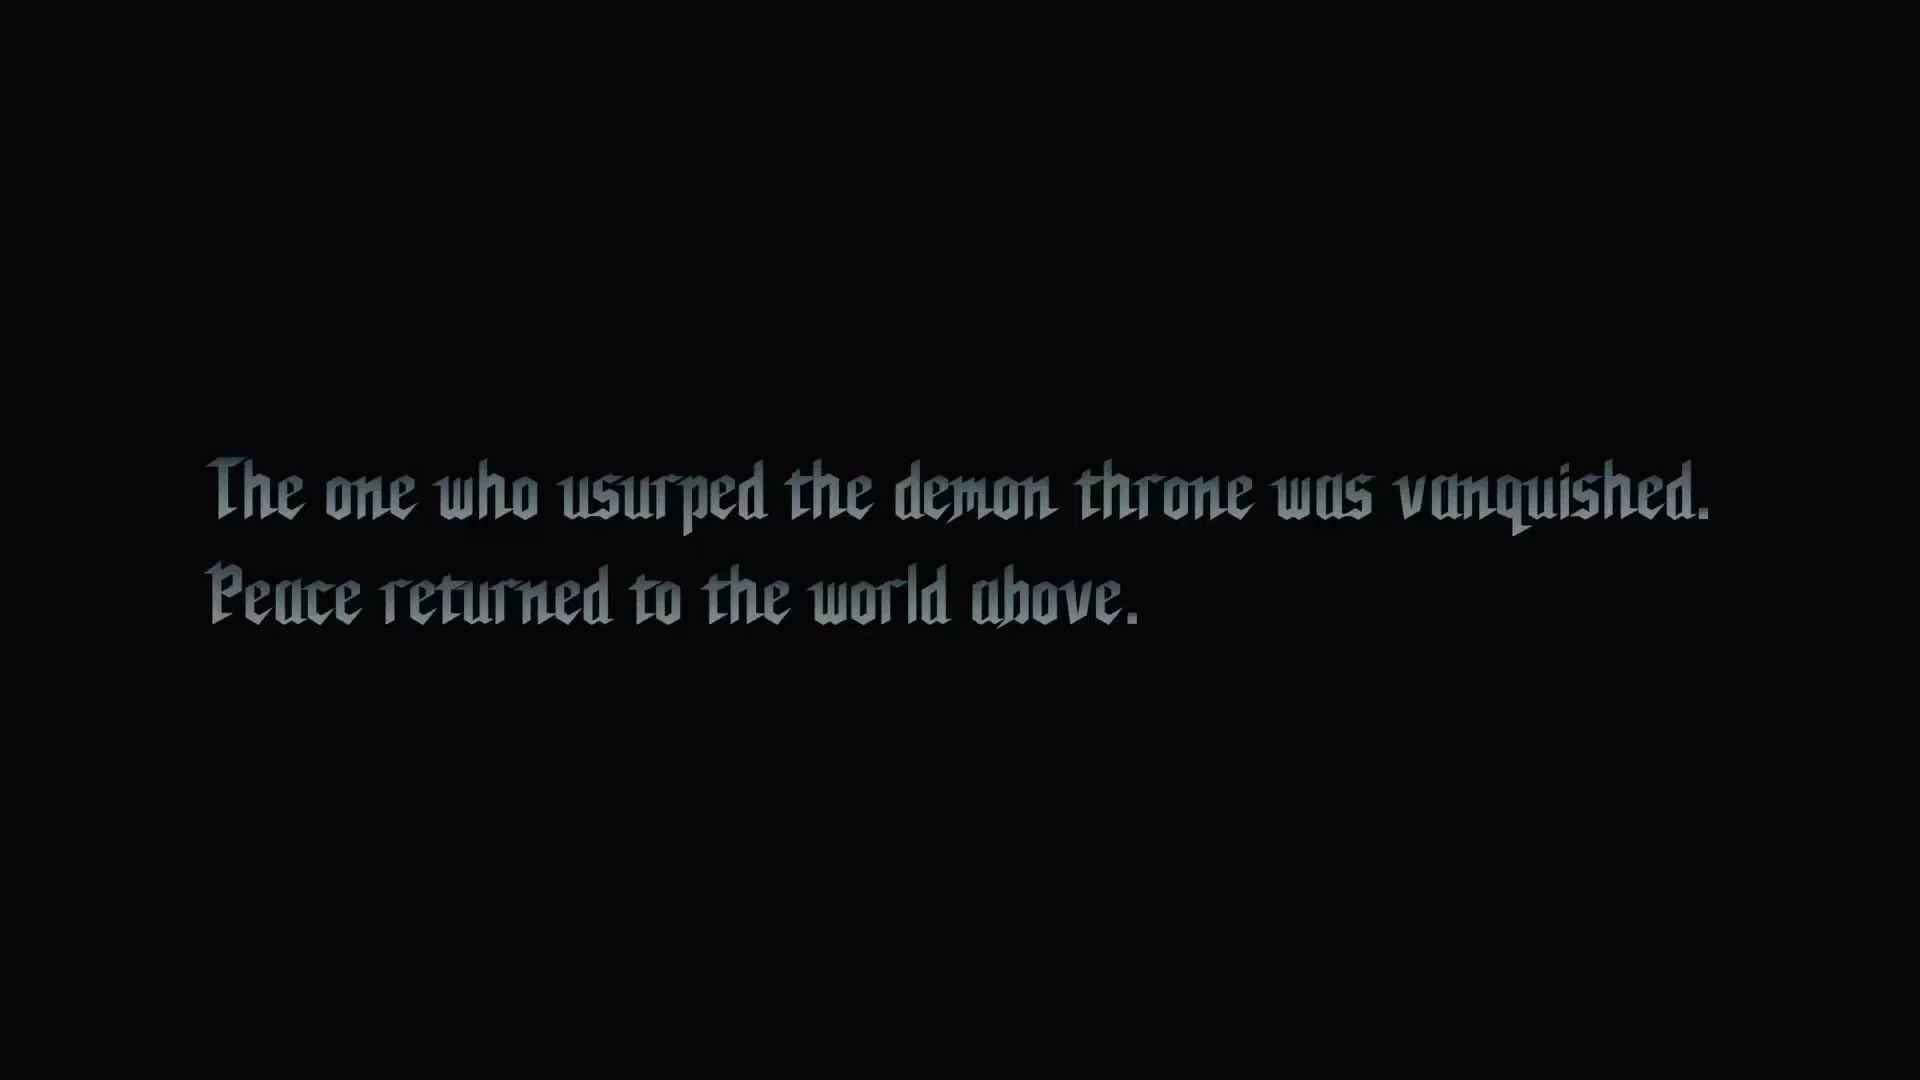 The one who usurped the demon throne was vanquished.
Peace returned to the world above.